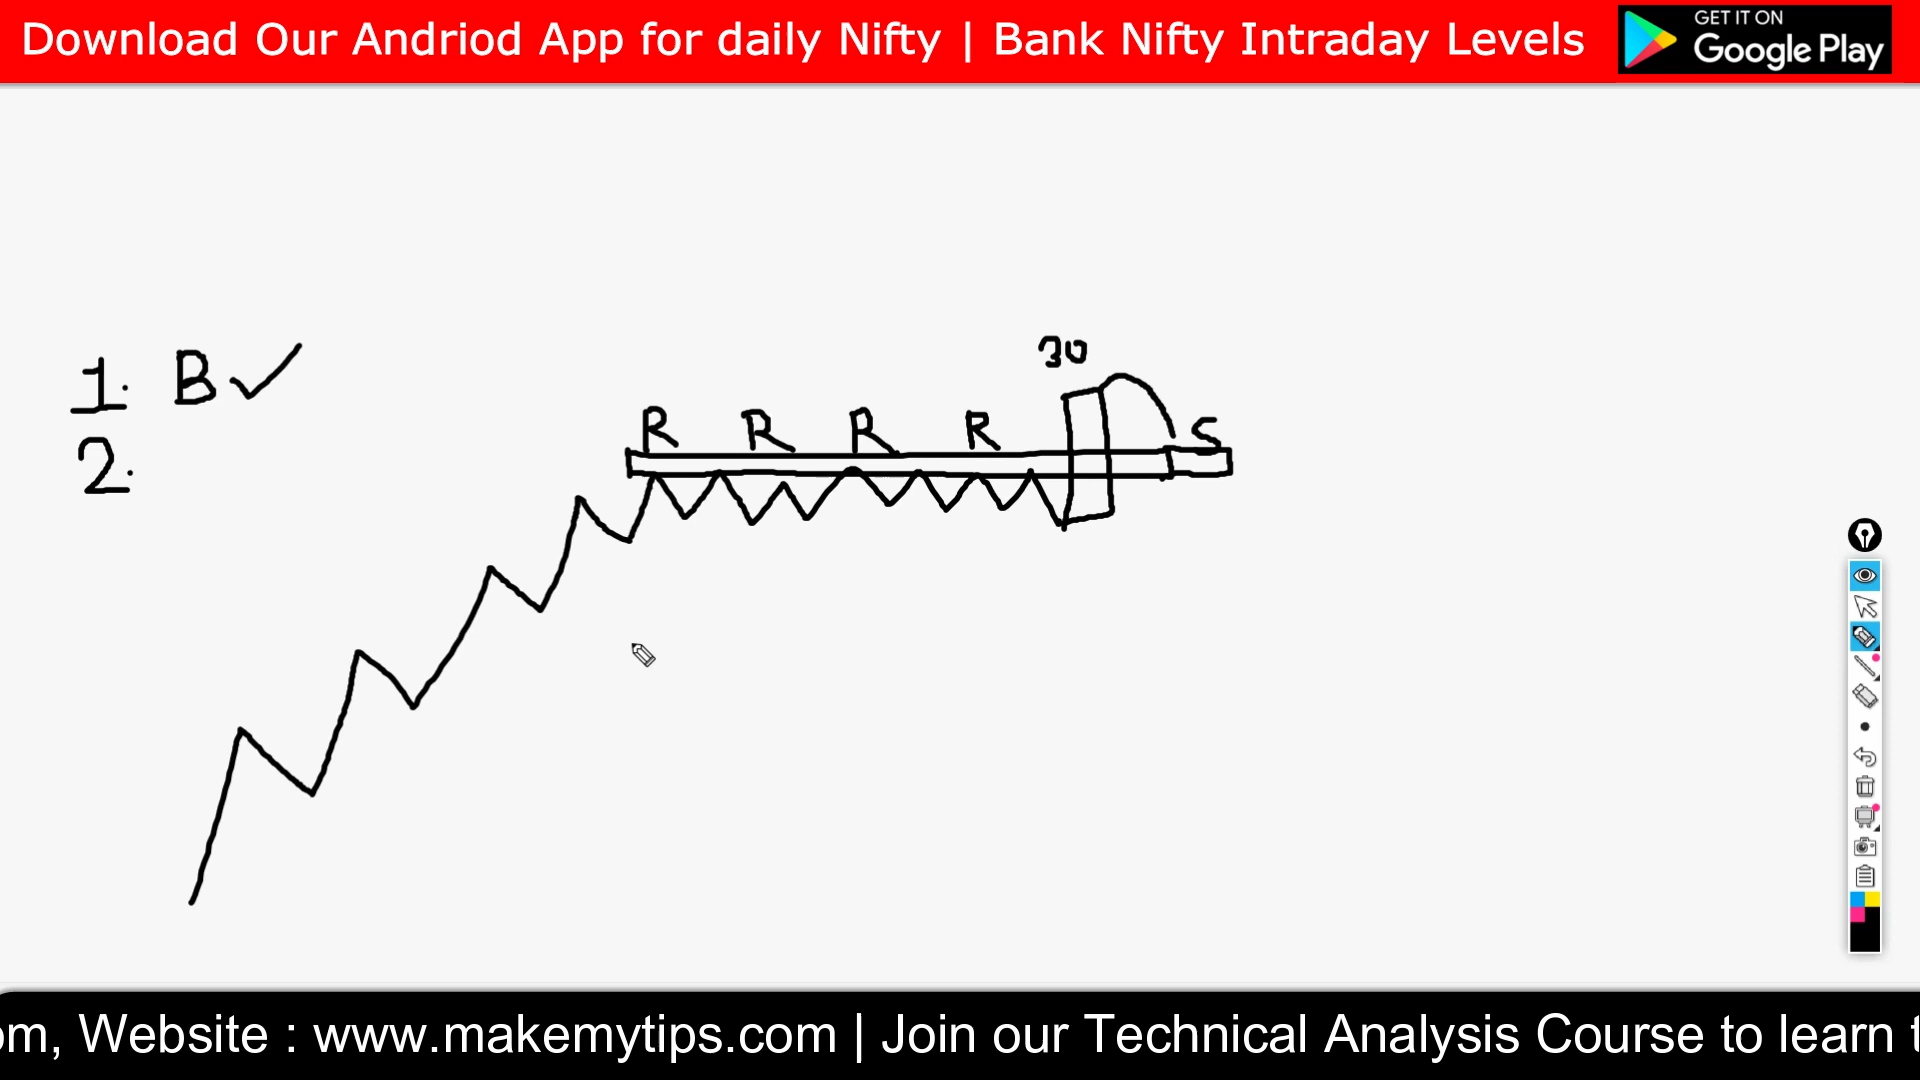 Download Our Andriod App for daily Nifty | Bank Nifty Intraday Levels
GET IT ON
Google Play
30
1. B
R R R R S
2.
om, Website : www.makemytips.com | Join our Technical Analysis Course to learn t